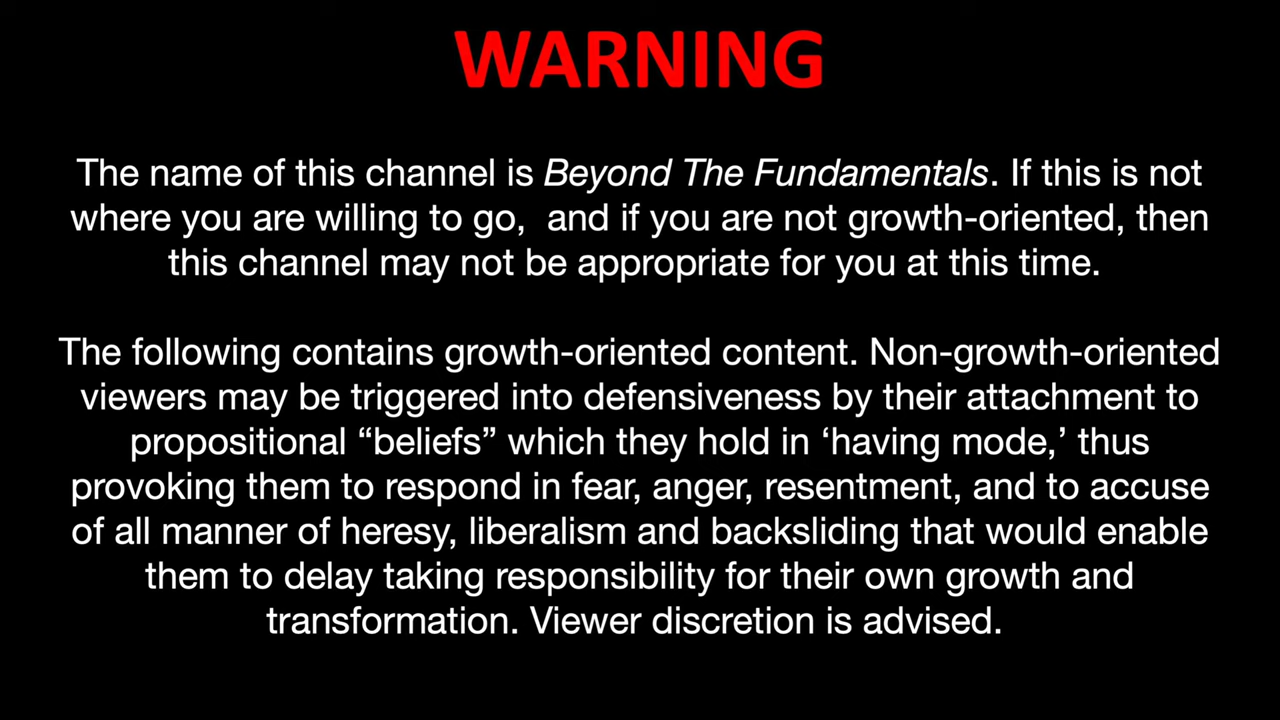 WARNING
The name of this channel is Beyond The Fundamentals. If this is not
where you are willing to go,  and if you are not growth-oriented, then
this channel may not be appropriate for you at this time.
The following contains growth-oriented content. Non-growth-oriented
viewers may be triggered into defensiveness by their attachment to
propositional “beliefs” which they hold in ‘having mode,’ thus
provoking them to respond in fear, anger, resentment, and to accuse
of all manner of heresy, liberalism and backsliding that would enable
them to delay taking responsibility for their own growth and
transformation. Viewer discretion is advised.